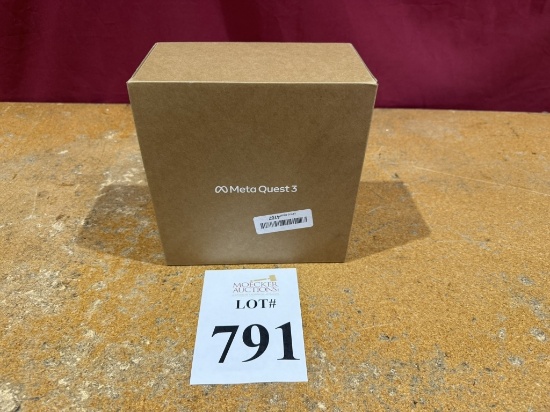 Meta Quest 3
MOECKER
AUCTIONS
LOT#
791